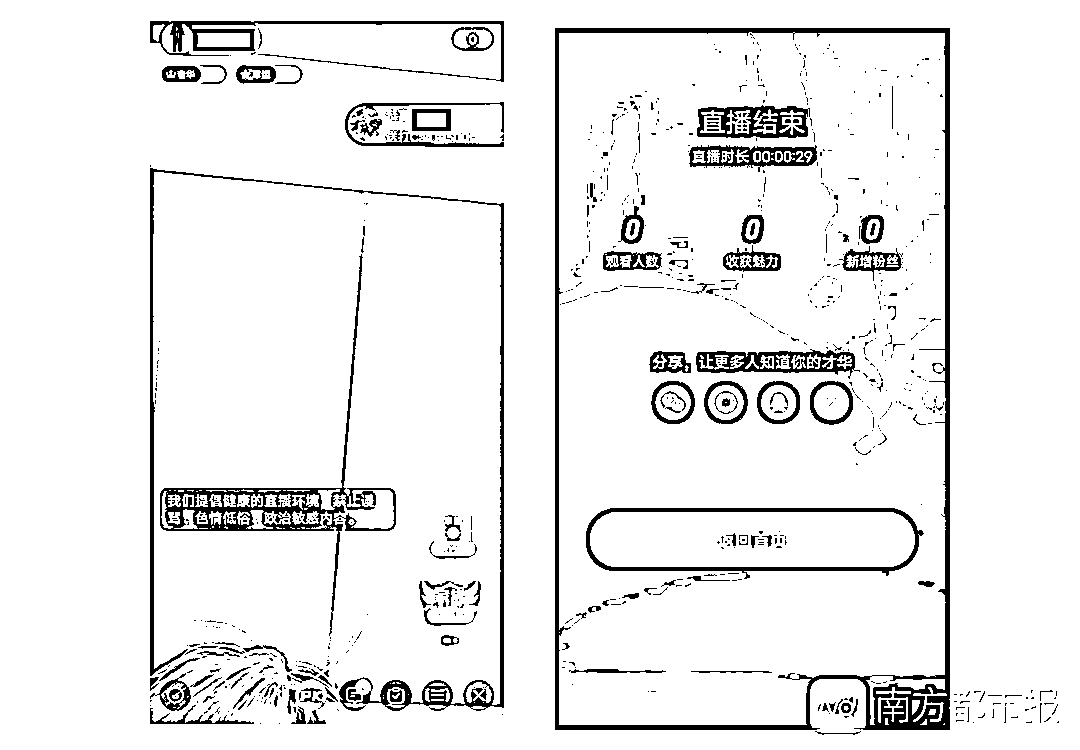 我们提倡健康的直播环境，禁止谩
骂、色情低俗、政治敏感内容。
PK
直播结束
直播时长 00:00:29
0 0 0
观看人数 收获魅力 新增粉丝
分享，让更多人知道你的才华
返回首页
南方都市报